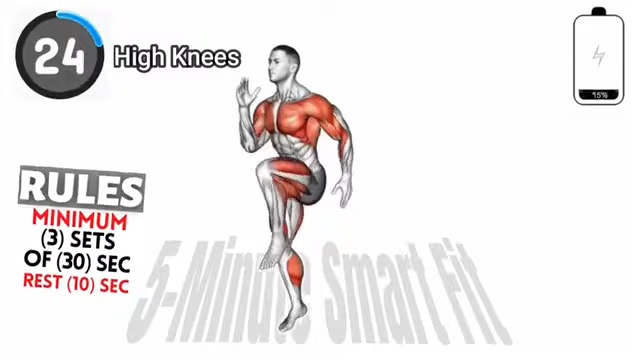 24
High Knees
15%
RULES
MINIMUM
(3) SETS
OF (30) SEC
REST (10) SEC
5-Minute Smart Fit